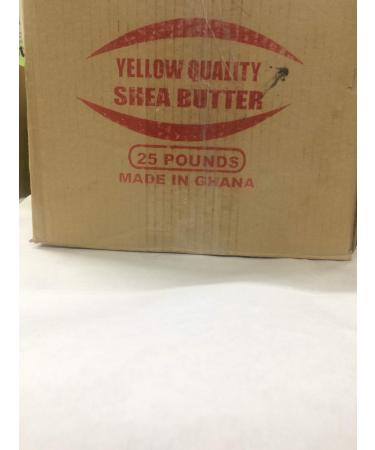 YELLOW QUALITY
SHEA BUTTER
25 POUNDS
MADE IN GHANA